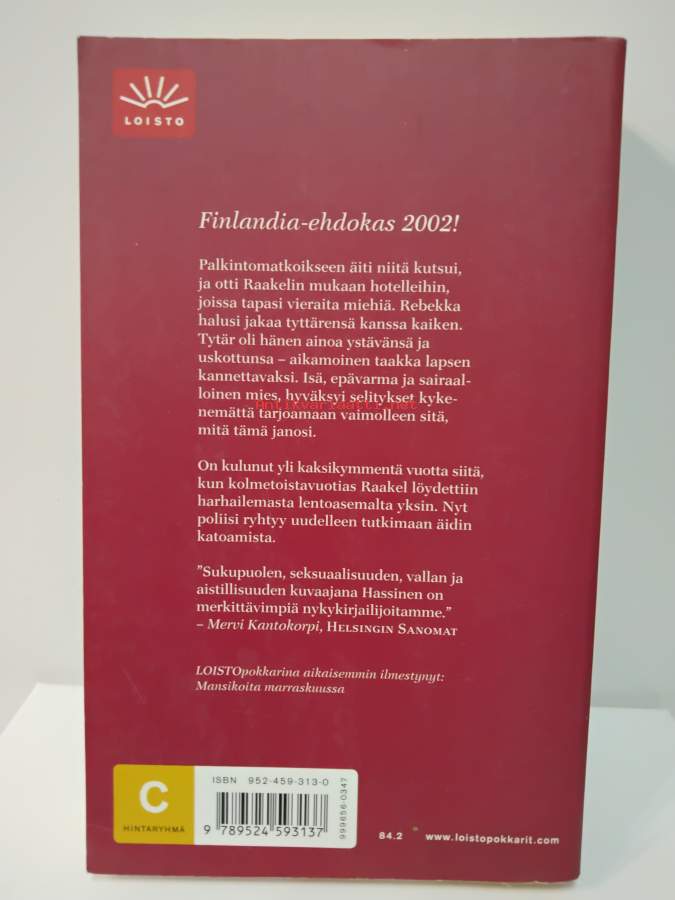 LOISTO
Finlandia-ehdokas 2002!
Palkintomatkoikseen äiti niitä kutsui,
ja otti Raakelin mukaan hotelleihin,
joissa tapasi vieraita miehiä. Rebekka
halusi jakaa tyttärensä kanssa kaiken.
Tytär oli hänen ainoa ystävänsä ja
uskottunsa – aikamoinen taakka lapsen
kannettavaksi. Isä, epävarma ja sairaal-
loinen mies, hyväksyi selitykset kyke-
Antikvariaatti.net
nemättä tarjoamaan vaimolleen sitä,
mitä tämä janosi.
On kulunut yli kaksikymmentä vuotta siitä,
kun kolmetoistavuotias Raakel löydettiin
harhailemasta lentoasemalta yksin. Nyt
poliisi ryhtyy uudelleen tutkimaan äidin
katoamista.
”Sukupuolen, seksuaalisuuden, vallan ja
aistillisuuden kuvaajana Hassinen on
merkittävimpiä nykykirjailijoitamme.”
– Mervi Kantokorpi, HELSINGIN SANOMAT
LOISTOpokkarina aikaisemmin ilmestynyt:
Mansikoita marraskuussa
C
HINTARYHMÄ
ISBN 952-459-313-0
9 789524 593137
999656-0347
84.2 www.loistopokkarit.com